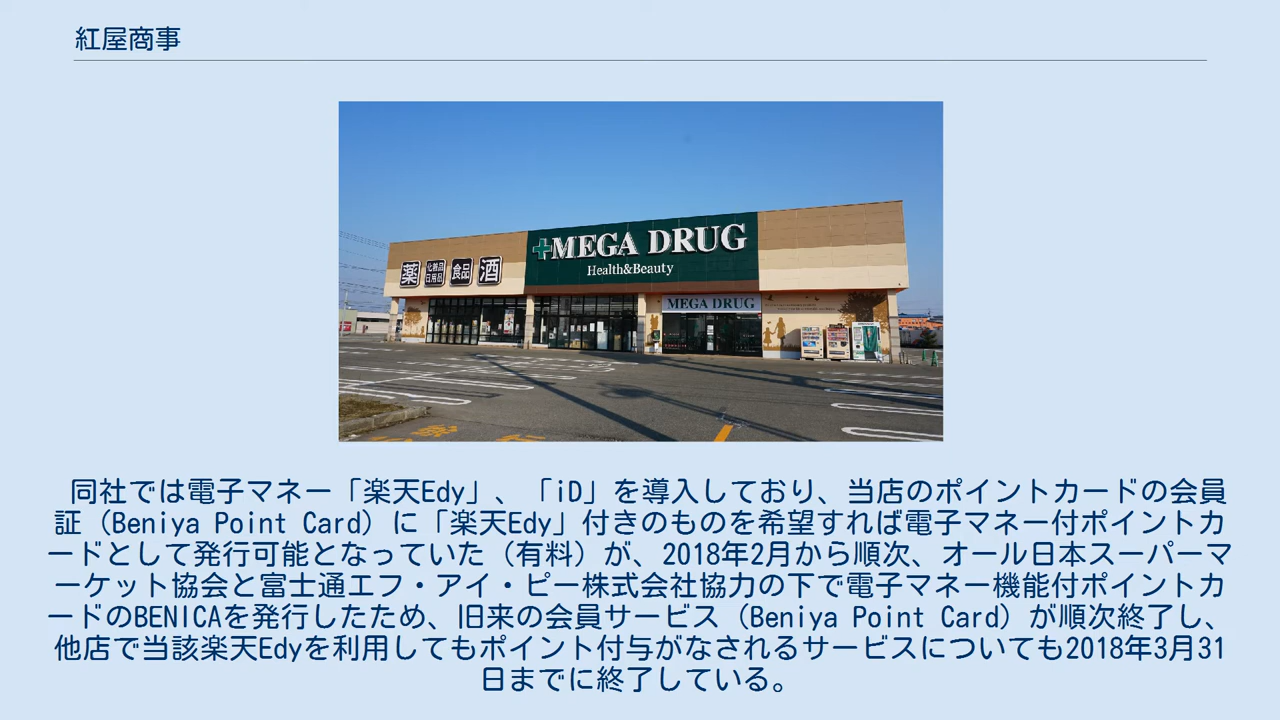 紅屋商事
MEGA DRUG
Health&Beauty
薬
化粧品
日用品
食品
酒
MEGA DRUG
同社では電子マネー「楽天Edy」、「iD」を導入しており、当店のポイントカードの会員
証（Beniya Point Card）に「楽天Edy」付きのものを希望すれば電子マネー付ポイントカ
ードとして発行可能となっていた（有料）が、2018年2月から順次、オール日本スーパーマ
ーケット協会と富士通エフ・アイ・ピー株式会社協力の下で電子マネー機能付ポイントカ
ードのBENICAを発行したため、旧来の会員サービス（Beniya Point Card）が順次終了し、
他店で当該楽天Edyを利用してもポイント付与がなされるサービスについても2018年3月31
日までに終了している。